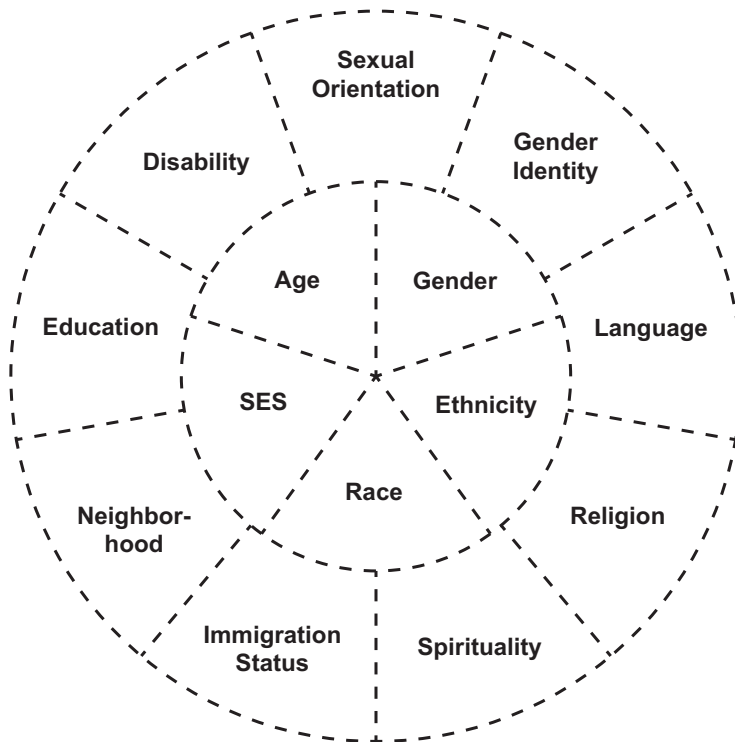 Sexual
Orientation
Gender
Identity
Disability
Age
Gender
Education
Language
SES
*
Ethnicity
Race
Neighbor-
hood
Religion
Immigration
Status
Spirituality